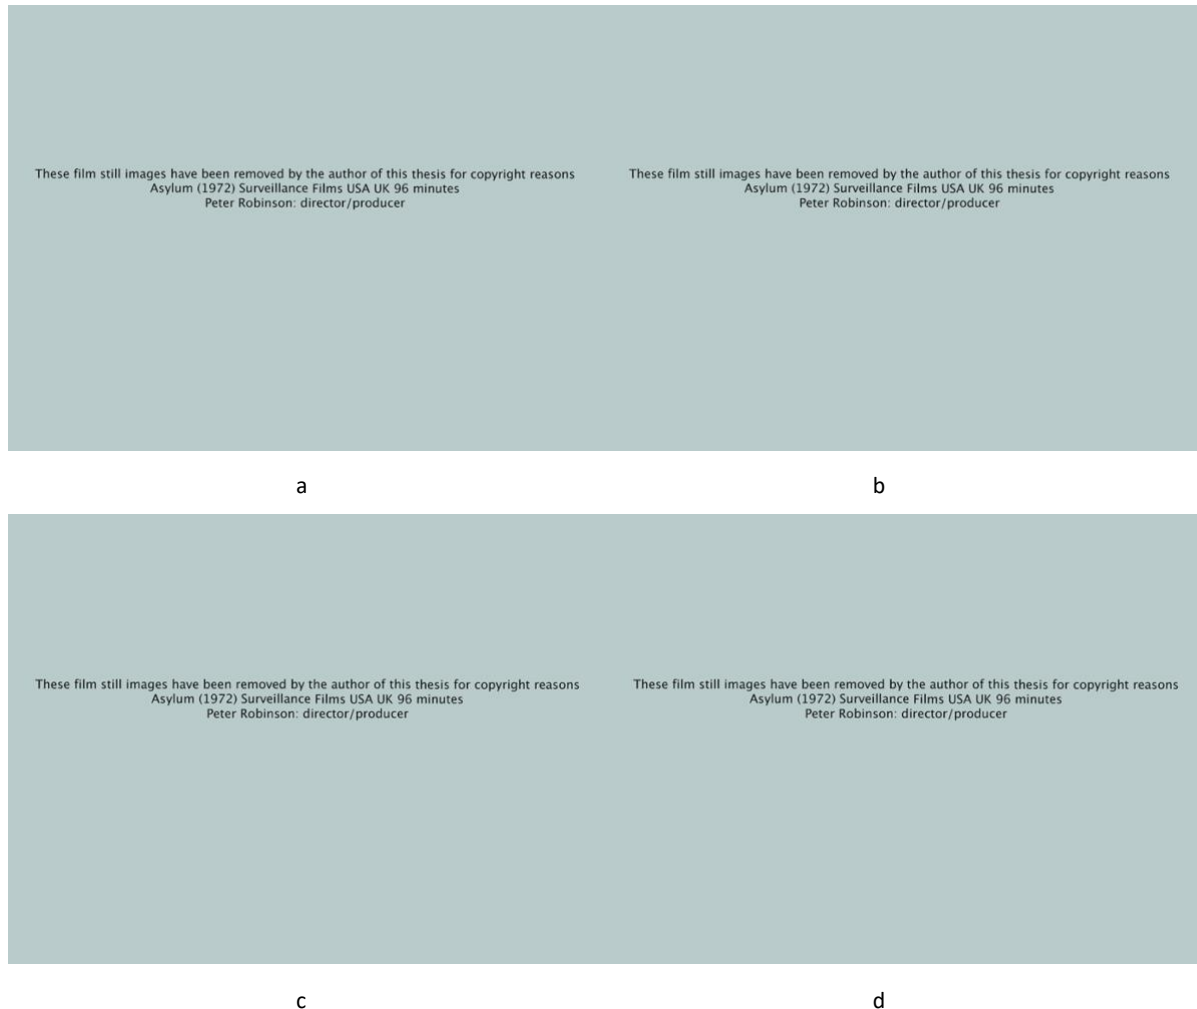 These film still images have been removed by the author of this thesis for copyright reasons
Asylum (1972) Surveillance Films USA UK 96 minutes
Peter Robinson: director/producer
These film still images have been removed by the author of this thesis for copyright reasons
Asylum (1972) Surveillance Films USA UK 96 minutes
Peter Robinson: director/producer
a
b
These film still images have been removed by the author of this thesis for copyright reasons
Asylum (1972) Surveillance Films USA UK 96 minutes
Peter Robinson: director/producer
These film still images have been removed by the author of this thesis for copyright reasons
Asylum (1972) Surveillance Films USA UK 96 minutes
Peter Robinson: director/producer
c
d